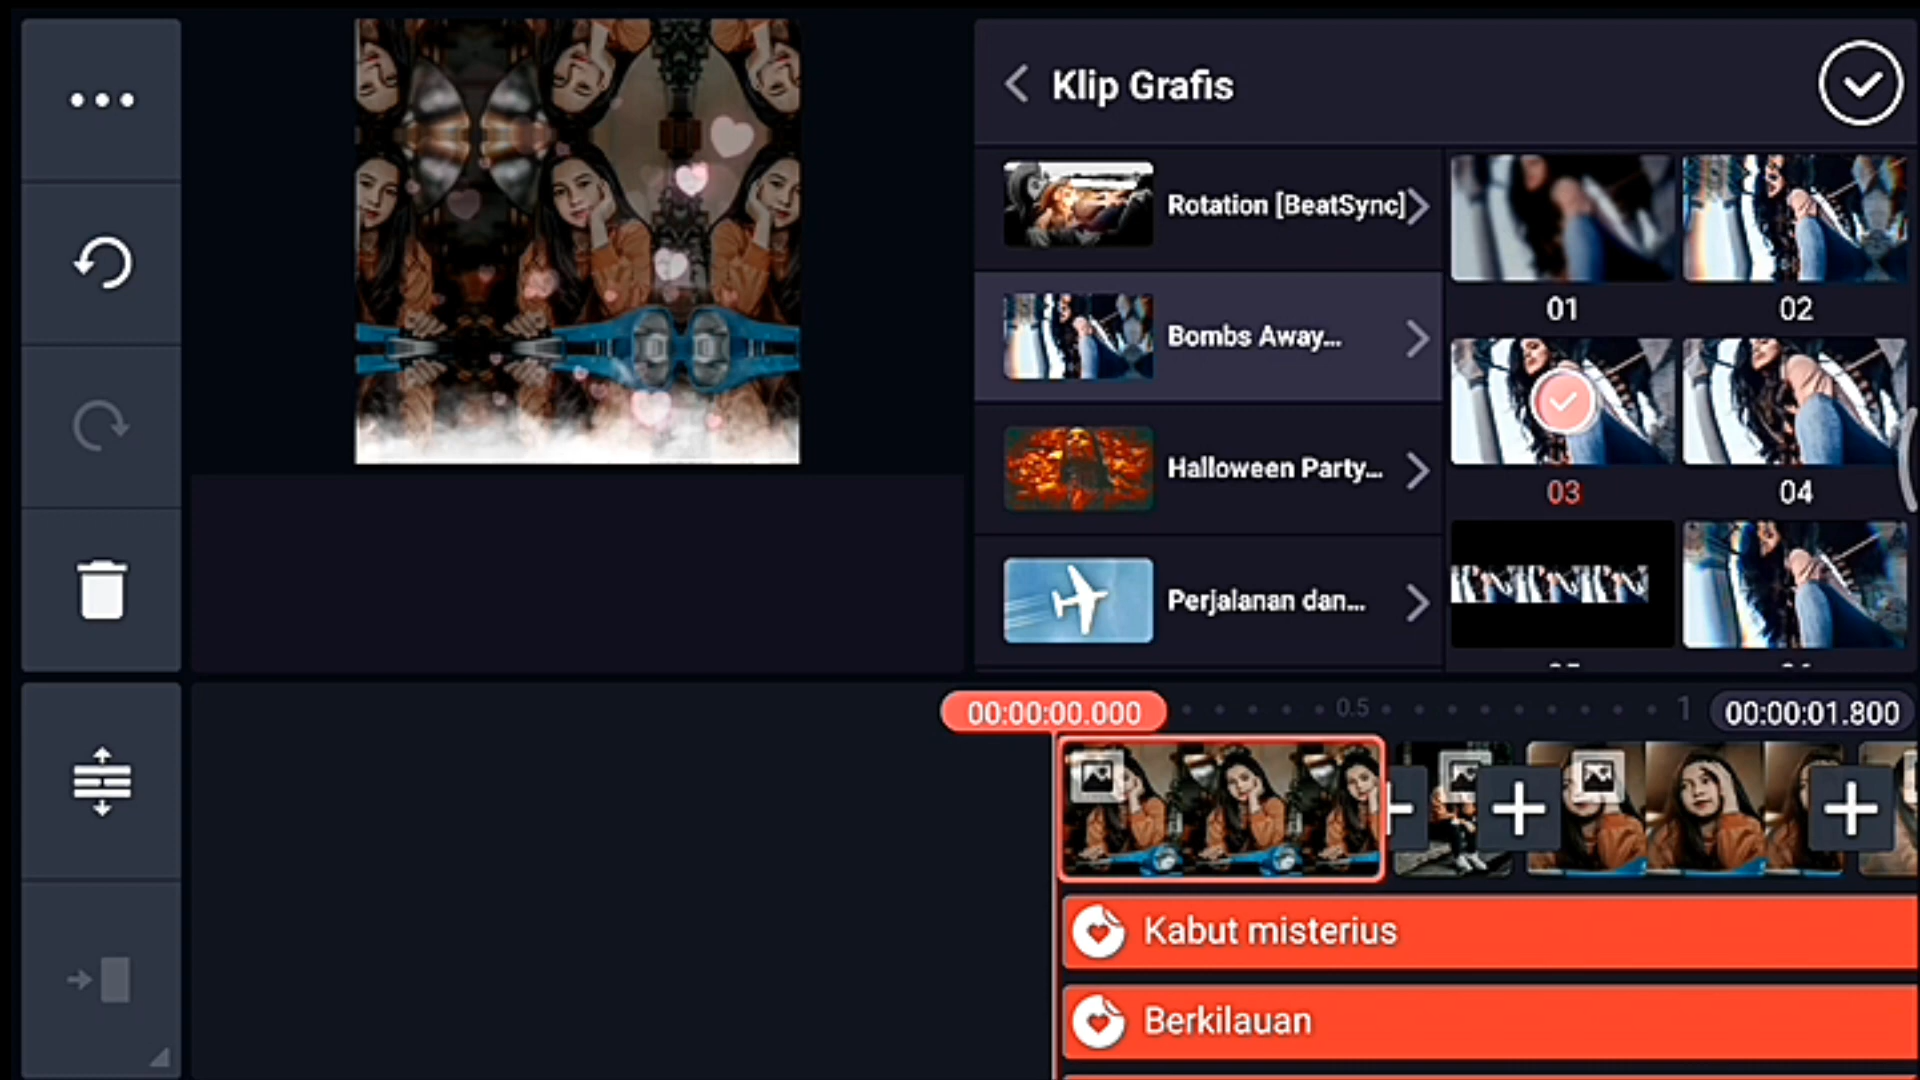 Klip Grafis
Rotation [BeatSync]
Bombs Away...
Halloween Party...
Perjalanan dan...
01
02
03
04
00:00:00.000
0.5
1
00:00:01.800
Kabut misterius
Berkilauan